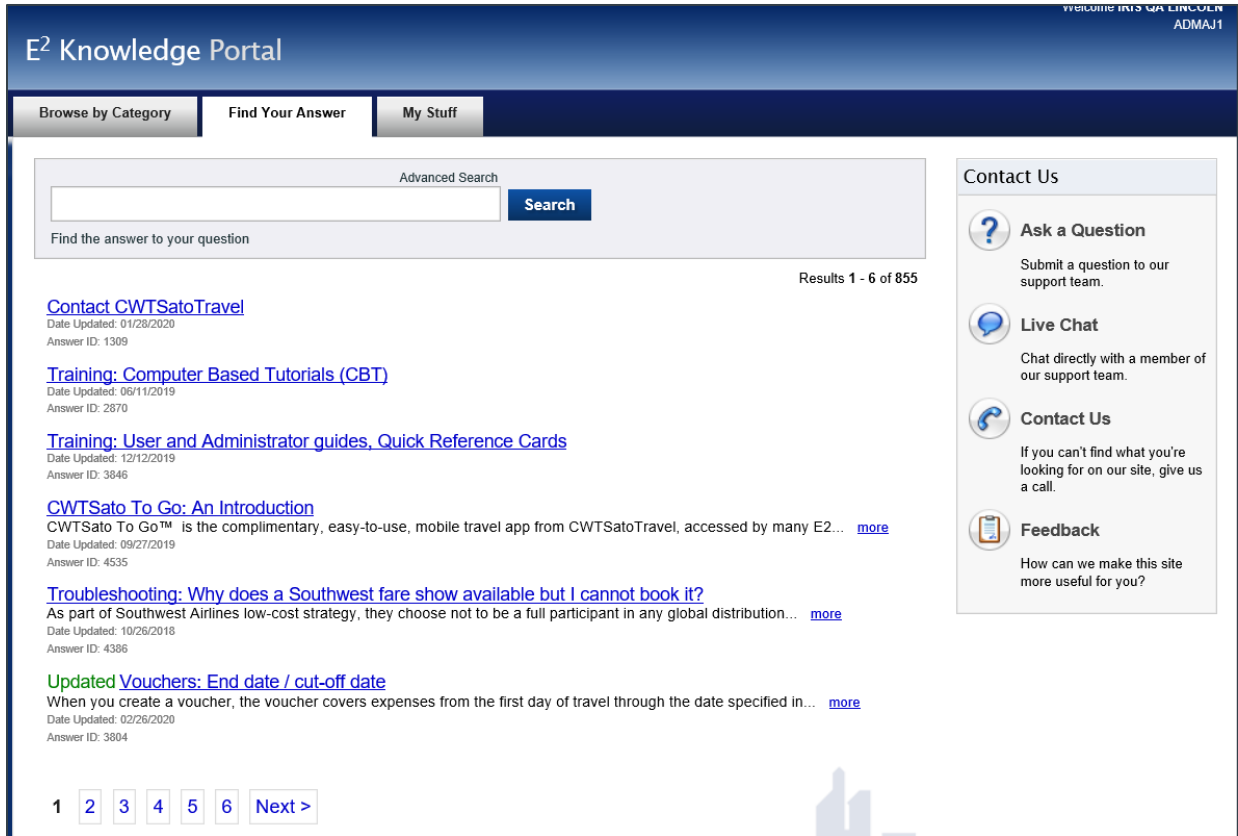 Welcome IRIS QA LINCOLN
ADMAJ1
E2 Knowledge Portal
Browse by Category
Find Your Answer
My Stuff
Advanced Search
Search
Find the answer to your question
Results 1 - 6 of 855
Contact CWTSatoTravel
Date Updated: 01/28/2020
Answer ID: 1309
Training: Computer Based Tutorials (CBT)
Date Updated: 06/11/2019
Answer ID: 2870
Training: User and Administrator guides, Quick Reference Cards
Date Updated: 12/12/2019
Answer ID: 3846
CWTSato To Go: An Introduction
CWTSato To Go™ is the complimentary, easy-to-use, mobile travel app from CWTSatoTravel, accessed by many E2... more
Date Updated: 09/27/2019
Answer ID: 4535
Troubleshooting: Why does a Southwest fare show available but I cannot book it?
As part of Southwest Airlines low-cost strategy, they choose not to be a full participant in any global distribution... more
Date Updated: 10/26/2018
Answer ID: 4386
Updated Vouchers: End date / cut-off date
When you create a voucher, the voucher covers expenses from the first day of travel through the date specified in... more
Date Updated: 02/26/2020
Answer ID: 3804
1 2 3 4 5 6 Next >
Contact Us
Ask a Question
Submit a question to our
support team.
Live Chat
Chat directly with a member of
our support team.
Contact Us
If you can't find what you're
looking for on our site, give us
a call.
Feedback
How can we make this site
more useful for you?